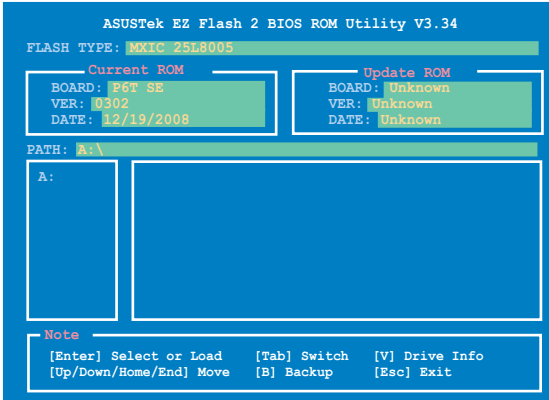 ASUSTek EZ Flash 2 BIOS ROM Utility V3.34
FLASH TYPE: MXIC 25L8005
Current ROM
BOARD: P6T SE
VER: 0302
DATE: 12/19/2008
Update ROM
BOARD: Unknown
VER: Unknown
DATE: Unknown
PATH: A:\
A:
Note
[Enter] Select or Load [Tab] Switch [V] Drive Info
[Up/Down/Home/End] Move [B] Backup [Esc] Exit